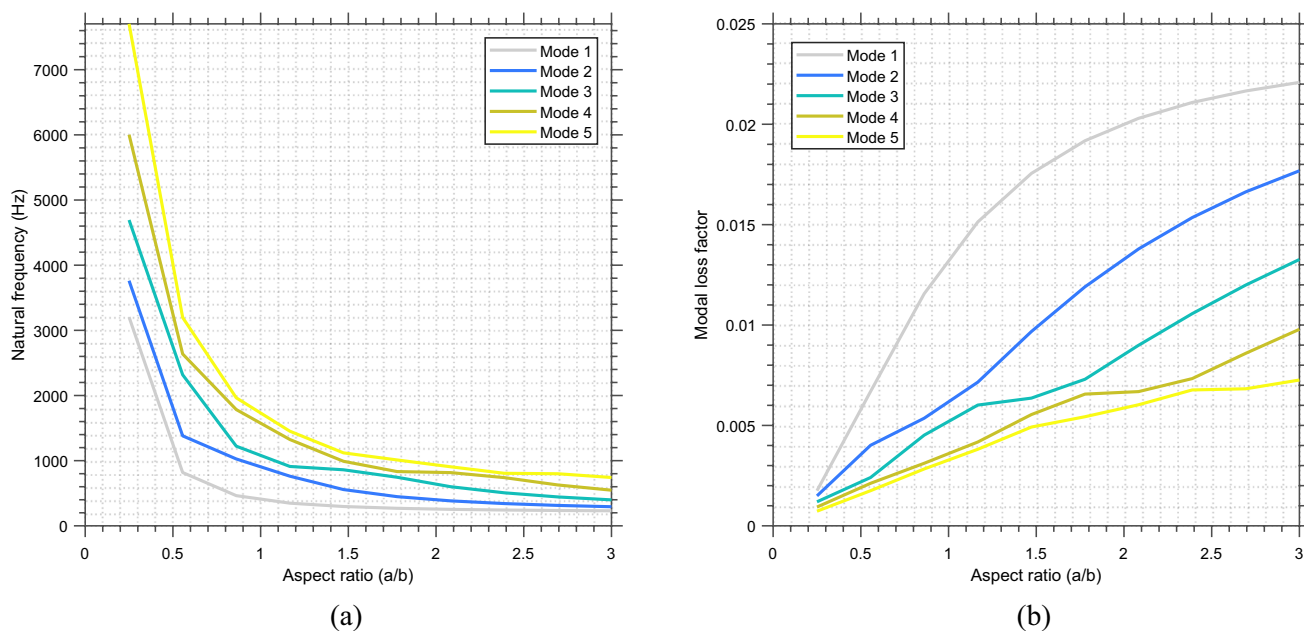 Natural frequency (Hz)
7000
6000
5000
4000
3000
2000
1000
0
0 0.5 1 1.5 2 2.5 3
Aspect ratio (a/b)
Mode 1
Mode 2
Mode 3
Mode 4
Mode 5
(a)
Modal loss factor
0.025
0.02
0.015
0.01
0.005
0
0 0.5 1 1.5 2 2.5 3
Aspect ratio (a/b)
Mode 1
Mode 2
Mode 3
Mode 4
Mode 5
(b)